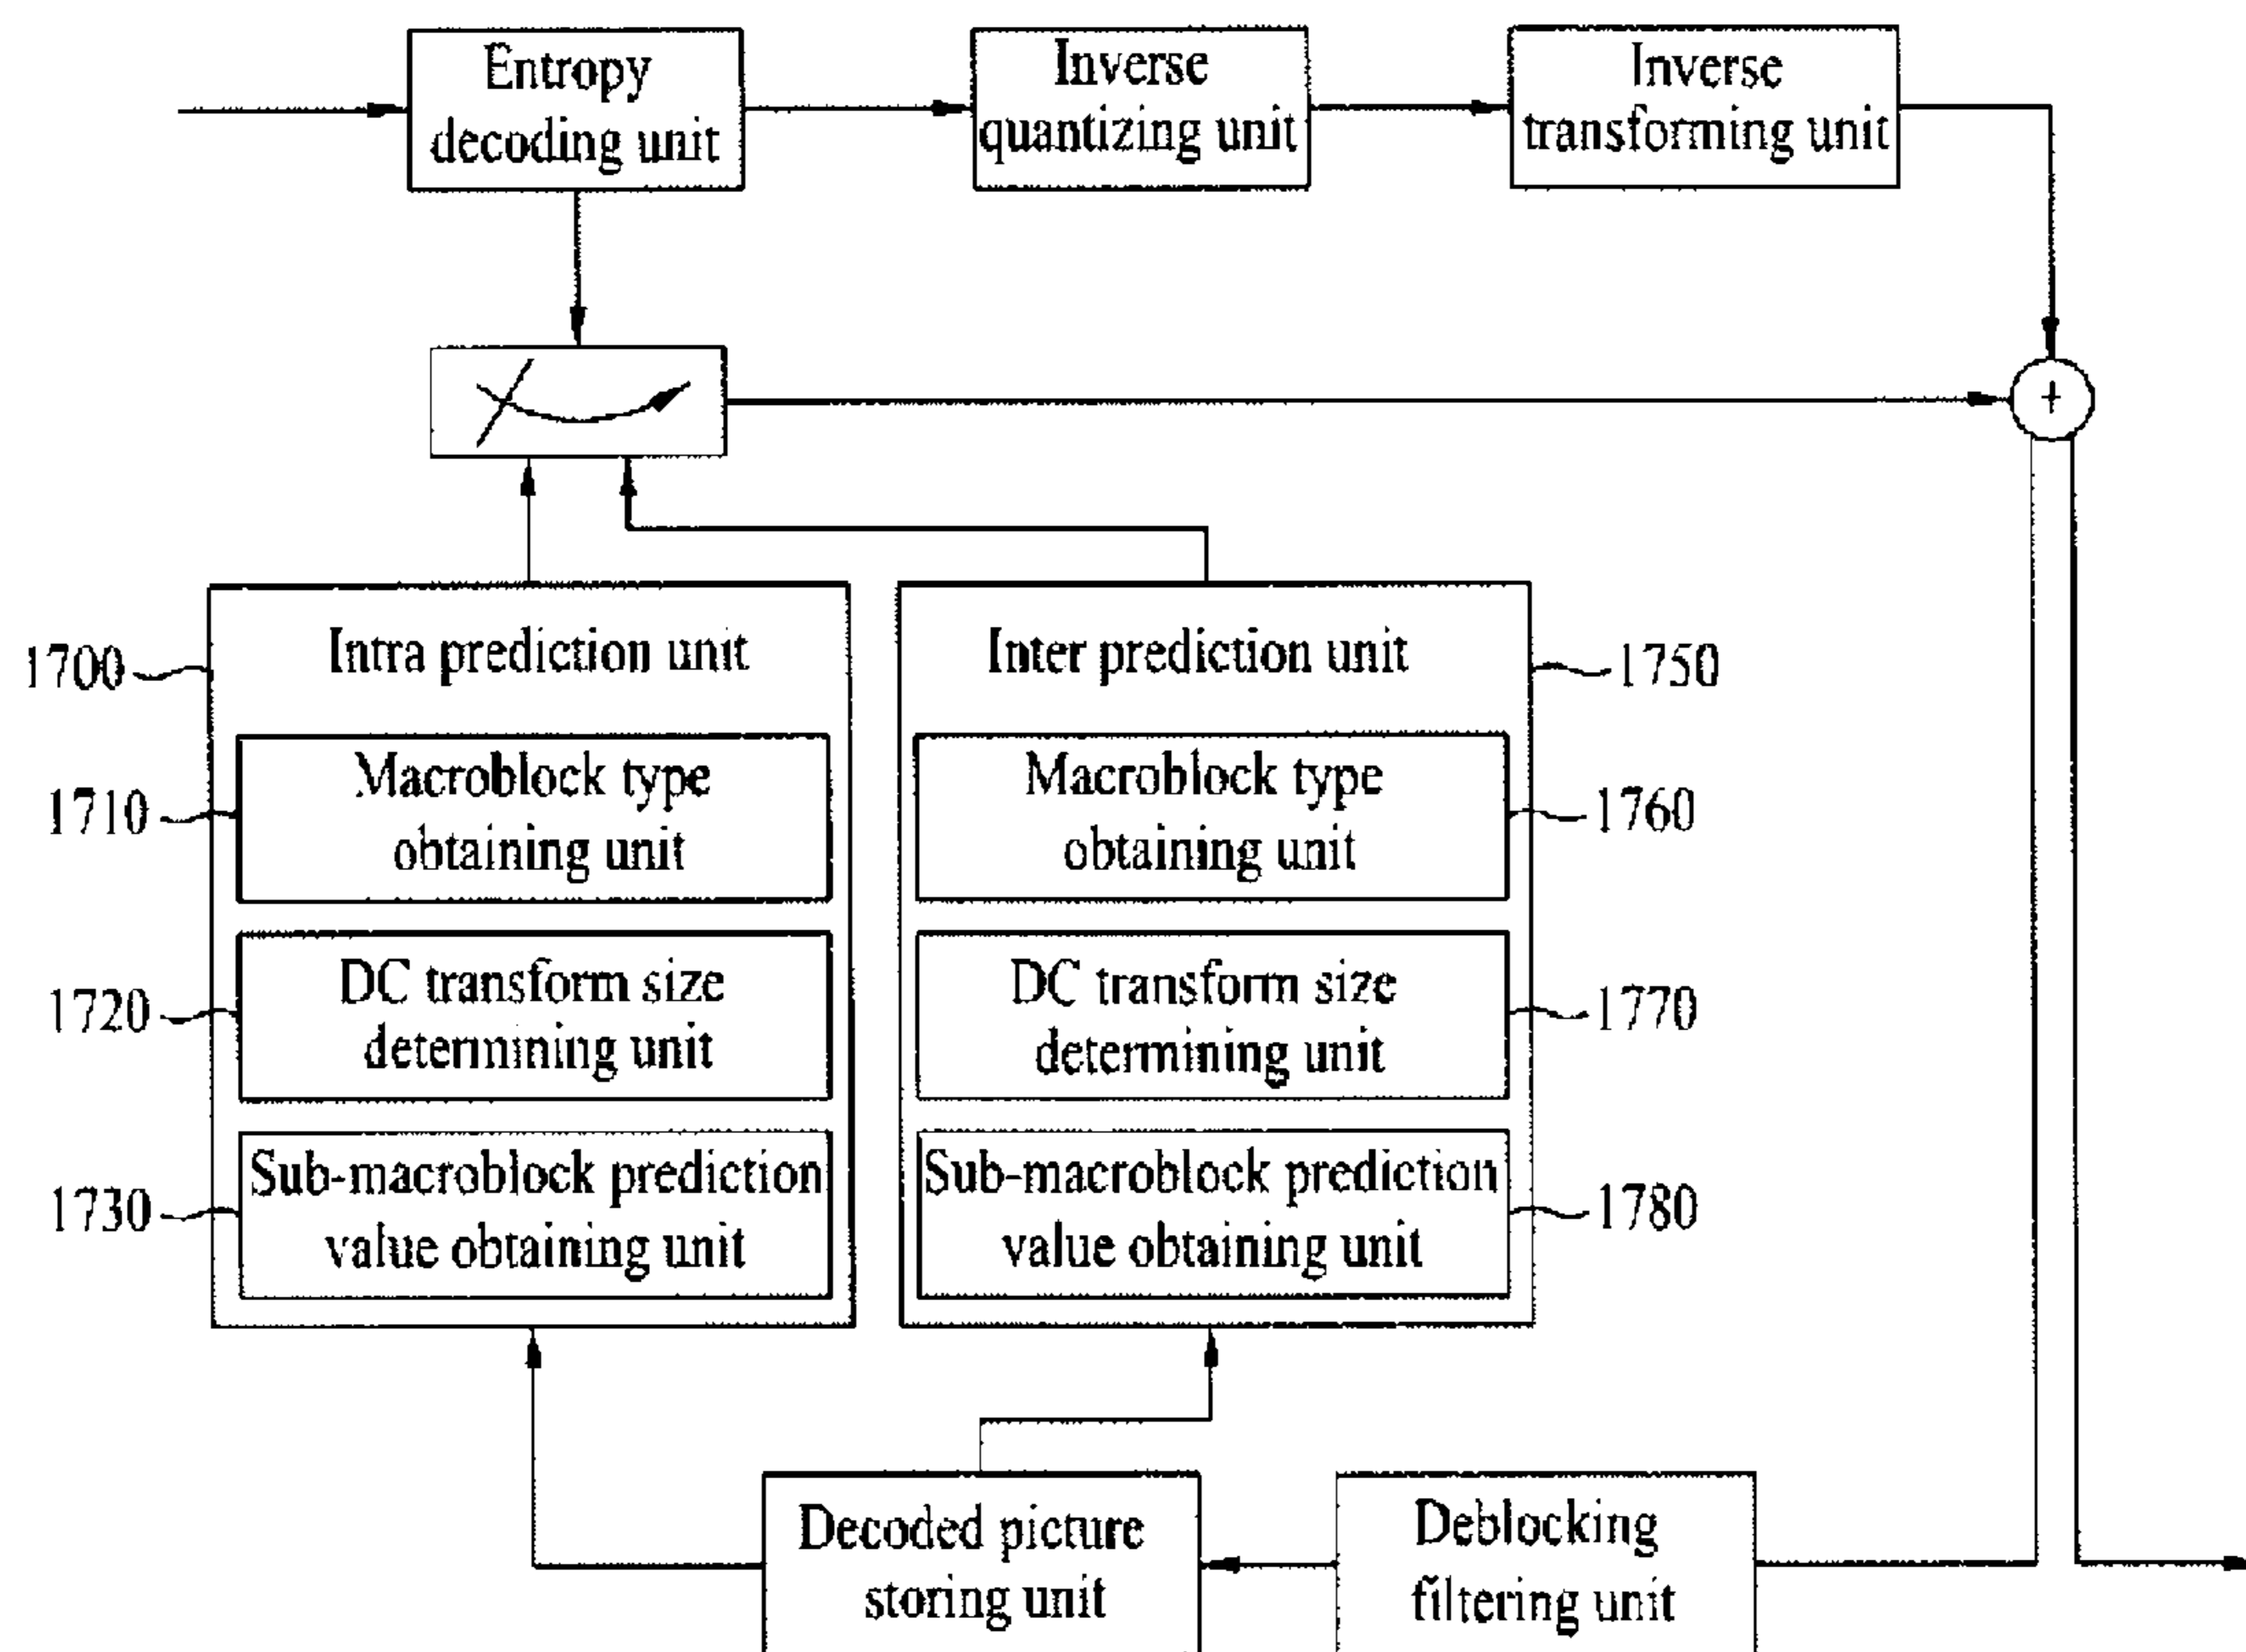 Entropy
decoding unit
Inverse
quantizing unit
Inverse
transforming unit
+
1700
Intra prediction unit
Inter prediction unit
1750
1710
Macroblock type
obtaining unit
Macroblock type
obtaining unit
1760
1720
DC transform size
determining unit
DC transform size
determining unit
1770
1730
Sub-macroblock prediction
value obtaining unit
Sub-macroblock prediction
value obtaining unit
1780
Decoded picture
storing unit
Deblocking
filtering unit